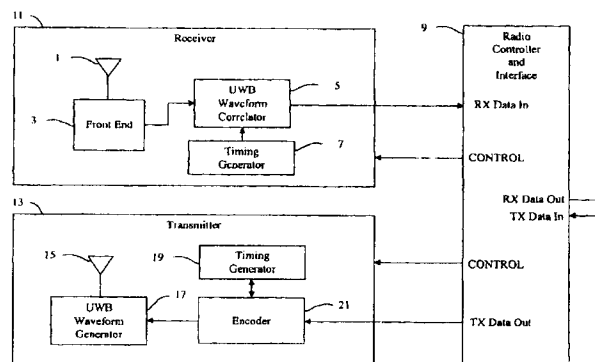 11
Receiver
1
3
Front End
UWB
Waveform
Correlator
5
Timing
Generator
7
9
Radio
Controller
and
Interface
RX Data In
CONTROL
RX Data Out
TX Data In
13
Transmitter
15
19
Timing
Generator
CONTROL
UWB
Waveform
Generator
17
Encoder
21
TX Data Out